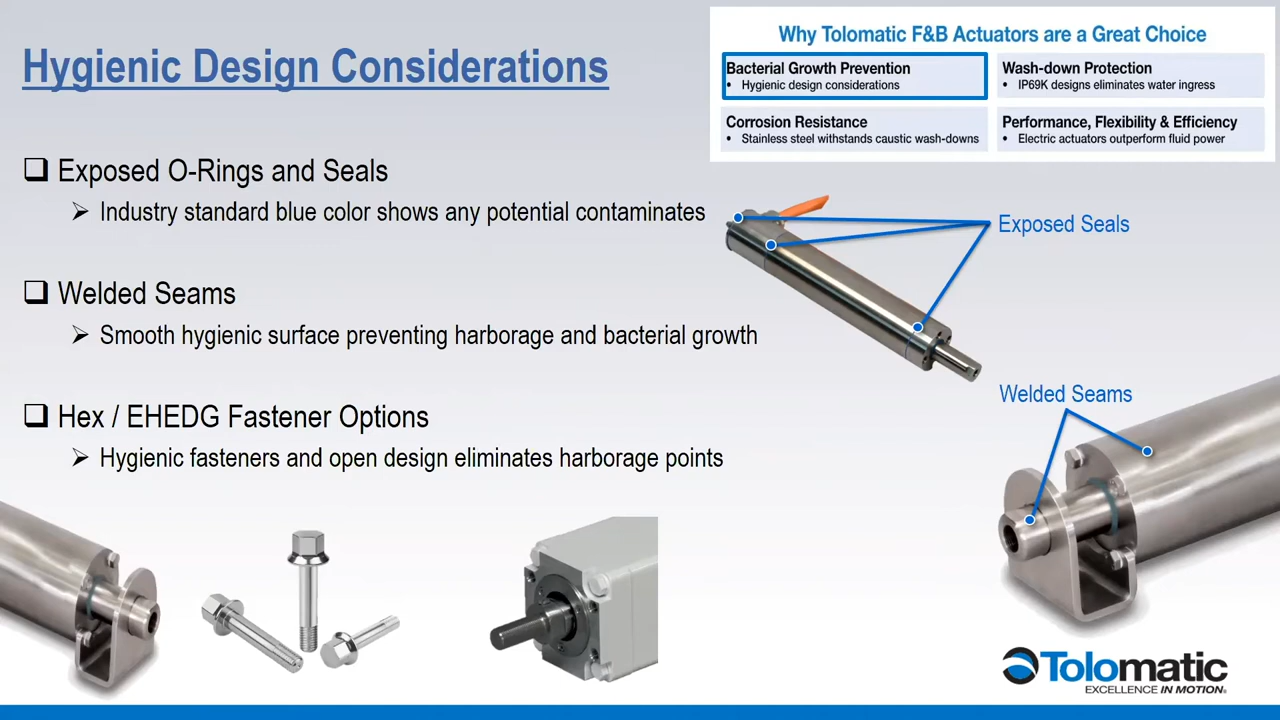 Hygienic Design Considerations
Why Tolomatic F&B Actuators are a Great Choice
Bacterial Growth Prevention
• Hygienic design considerations
Wash-down Protection
• IP69K designs eliminates water ingress
Corrosion Resistance
• Stainless steel withstands caustic wash-downs
Performance, Flexibility & Efficiency
• Electric actuators outperform fluid power
❑ Exposed O-Rings and Seals
➢ Industry standard blue color shows any potential contaminates
Exposed Seals
❑ Welded Seams
➢ Smooth hygienic surface preventing harborage and bacterial growth
Welded Seams
❑ Hex / EHEDG Fastener Options
➢ Hygienic fasteners and open design eliminates harborage points
Tolomatic
EXCELLENCE IN MOTION®